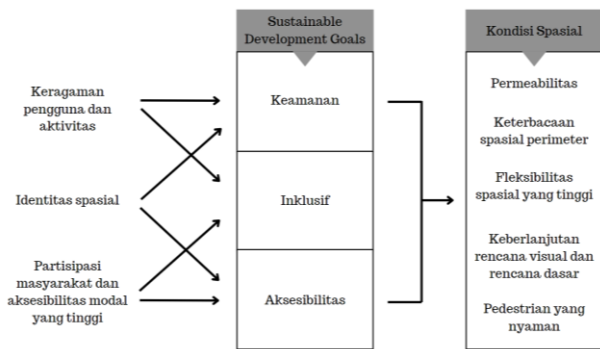 Keragaman
pengguna dan
aktivitas
Identitas spasial
Partisipasi
masyarakat dan
aksesibilitas modal
yang tinggi
Sustainable
Development Goals
Keamanan
Inklusif
Aksesibilitas
Kondisi Spasial
Permeabilitas
Keterbacaan
spasial perimeter
Fleksibilitas
spasial yang tinggi
Keberlanjutan
rencana visual dan
rencana dasar
Pedestrian yang
nyaman